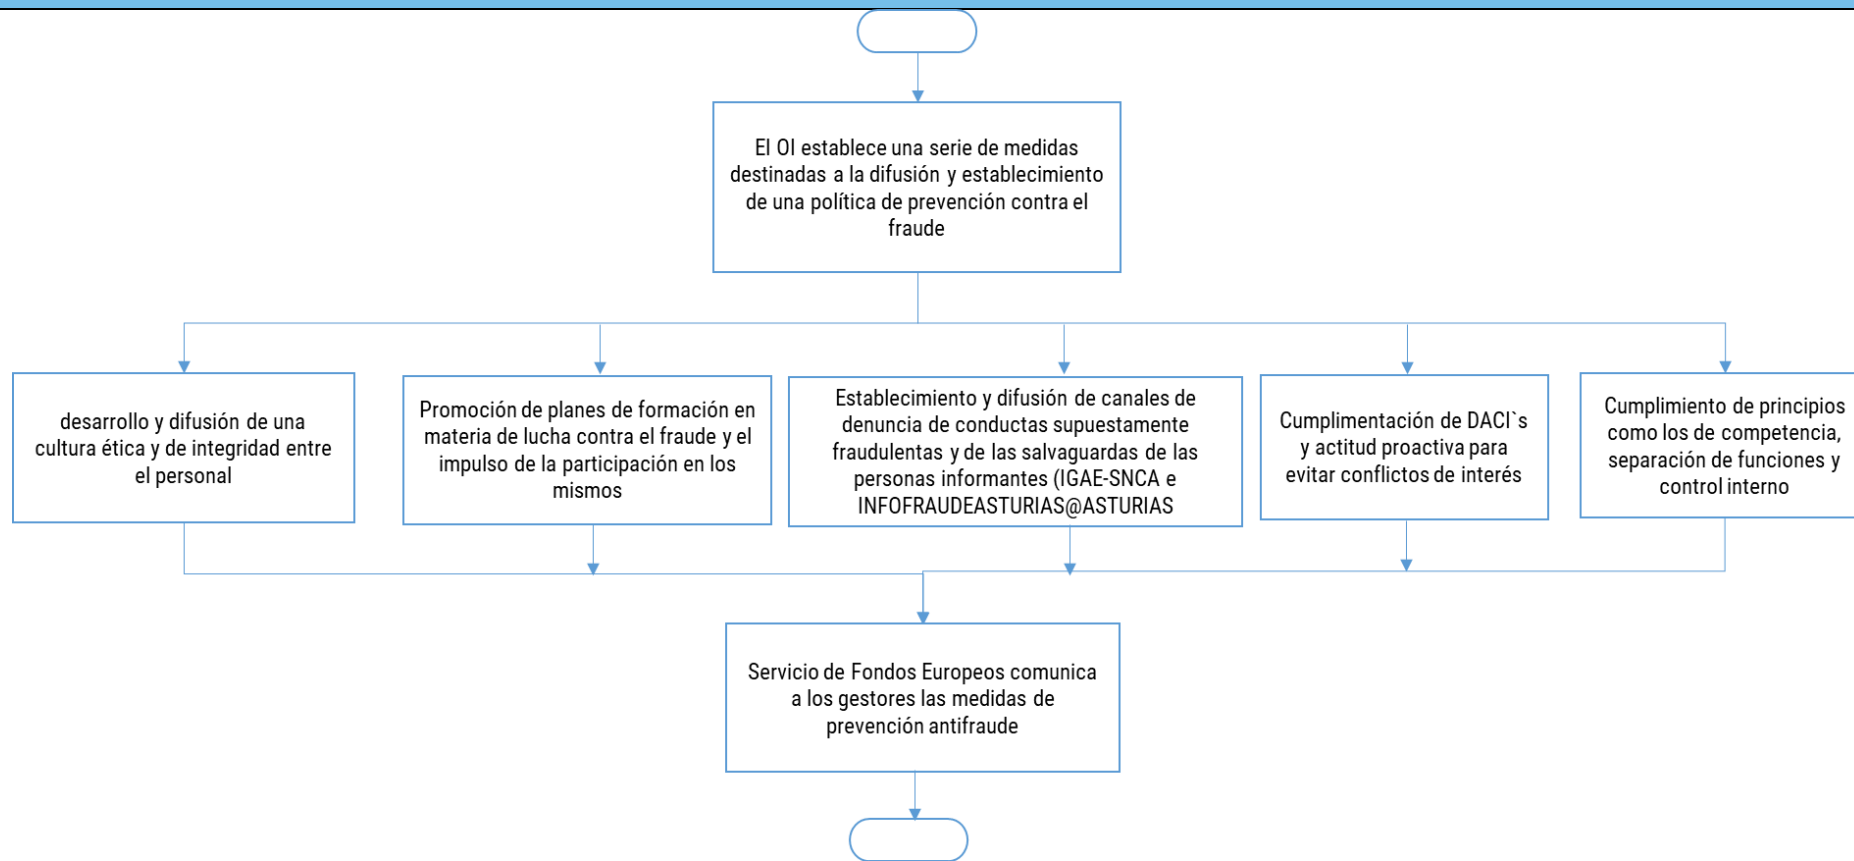 El OI establece una serie de medidas
destinadas a la difusión y establecimiento
de una política de prevención contra el
fraude
desarrollo y difusión de una
cultura ética y de integridad entre
el personal
Promoción de planes de formación en
materia de lucha contra el fraude y el
impulso de la participación en los
mismos
Establecimiento y difusión de canales de
denuncia de conductas supuestamente
fraudulentas y de las salvaguardas de las
personas informantes (IGAE-SNCA e
INFOFRAUDEASTURIAS@ASTURIAS
Cumplimentación de DACI`s
y actitud proactiva para
evitar conflictos de interés
Cumplimiento de principios
como los de competencia,
separación de funciones y
control interno
Servicio de Fondos Europeos comunica
a los gestores las medidas de
prevención antifraude